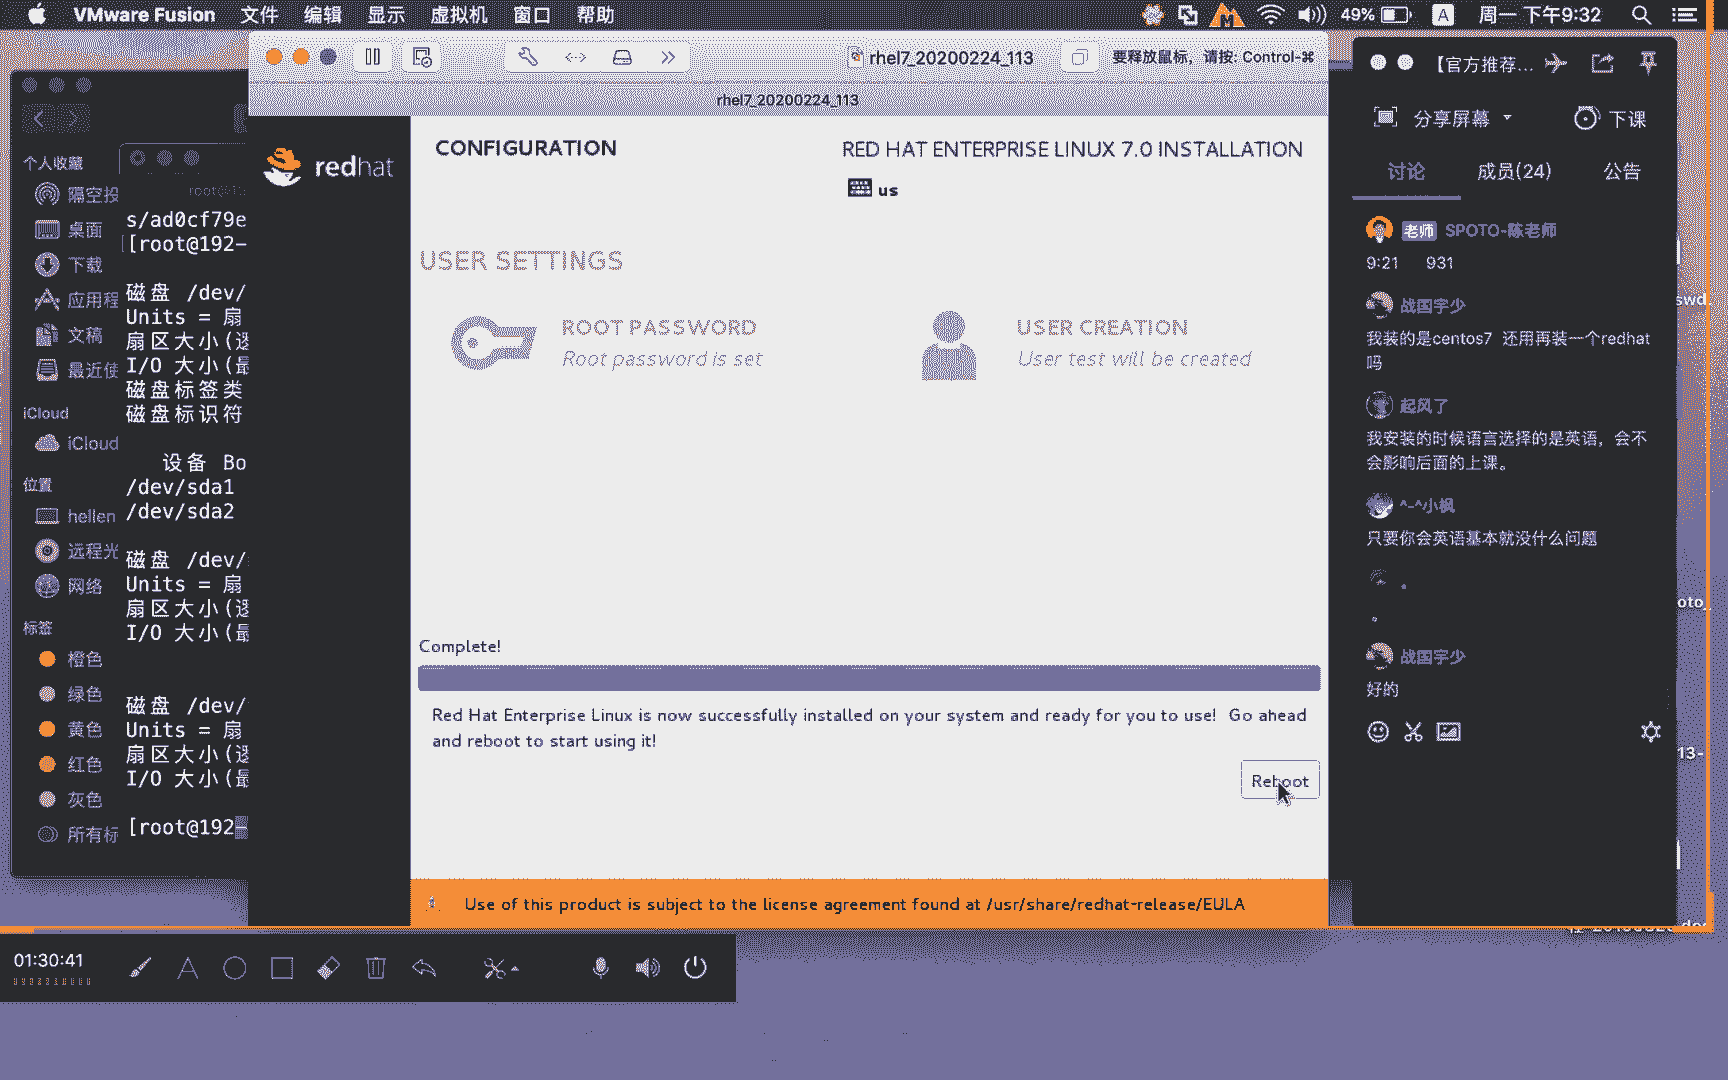 VMware Fusion 文件 编辑 显示 虚拟机 窗口 帮助 49% A 周一 下午9:32
rhel7_20200224_113 要释放鼠标，请按: Control-⌘
rhel7_20200224_113
个人收藏
隔空投
桌面
下载
应用程
文稿
最近使
iCloud
iCloud
位置
hellen
远程光
网络
标签
橙色
绿色
黄色
红色
灰色
所有标
s/ad0cf79e
[root@192-
磁盘 /dev/
Units = 扇
扇区大小(逻
I/O 大小(最
磁盘标签类
磁盘标识符
设备 Bo
/dev/sda1
/dev/sda2
磁盘 /dev/
Units = 扇
扇区大小(逻
I/O 大小(最
磁盘 /dev/
Units = 扇
扇区大小(逻
I/O 大小(最
[root@192-
redhat
CONFIGURATION
RED HAT ENTERPRISE LINUX 7.0 INSTALLATION
us
USER SETTINGS
ROOT PASSWORD
Root password is set
USER CREATION
User test will be created
Complete!
Red Hat Enterprise Linux is now successfully installed on your system and ready for you to use! Go ahead
and reboot to start using it!
Reboot
Use of this product is subject to the license agreement found at /usr/share/redhat-release/EULA
【官方推荐...
分享屏幕 下课
讨论 成员(24) 公告
老师 SPOTO-陈老师
9:21 931
战国宇少
我装的是centos7 还用再装一个redhat
吗
起风了
我安装的时候语言选择的是英语，会不
会影响后面的上课。
^-^小枫
只要你会英语基本就没什么问题
战国宇少
好的
swd
oto_
13-
01:30:41